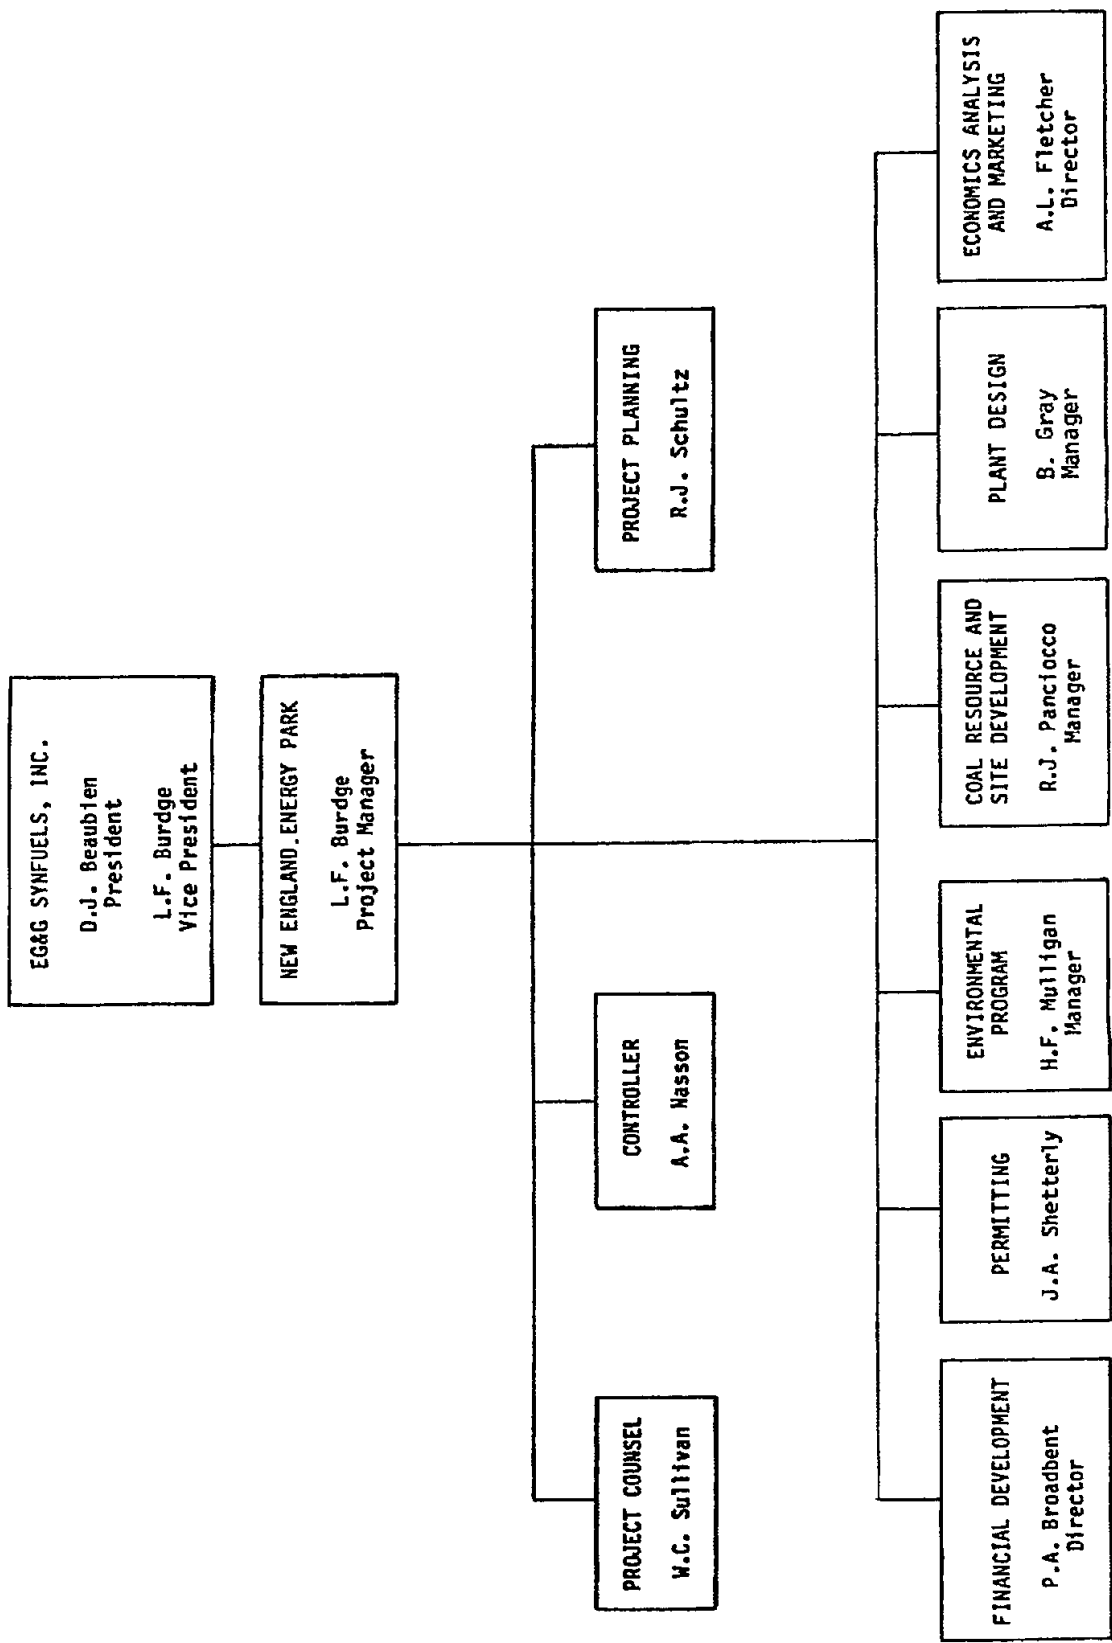 EG&G SYNFUELS, INC.
D.J. Beaubien
President
L.F. Burdge
Vice President
NEW ENGLAND ENERGY PARK
L.F. Burdge
Project Manager
PROJECT COUNSEL
W.C. Sullivan
CONTROLLER
A.A. Nasson
PROJECT PLANNING
R.J. Schultz
FINANCIAL DEVELOPMENT
P.A. Broadbent
Director
PERMITTING
J.A. Shetterly
ENVIRONMENTAL
PROGRAM
H.F. Mulligan
Manager
COAL RESOURCE AND
SITE DEVELOPMENT
R.J. Panciocco
Manager
PLANT DESIGN
B. Gray
Manager
ECONOMICS ANALYSIS
AND MARKETING
A.L. Fletcher
Director